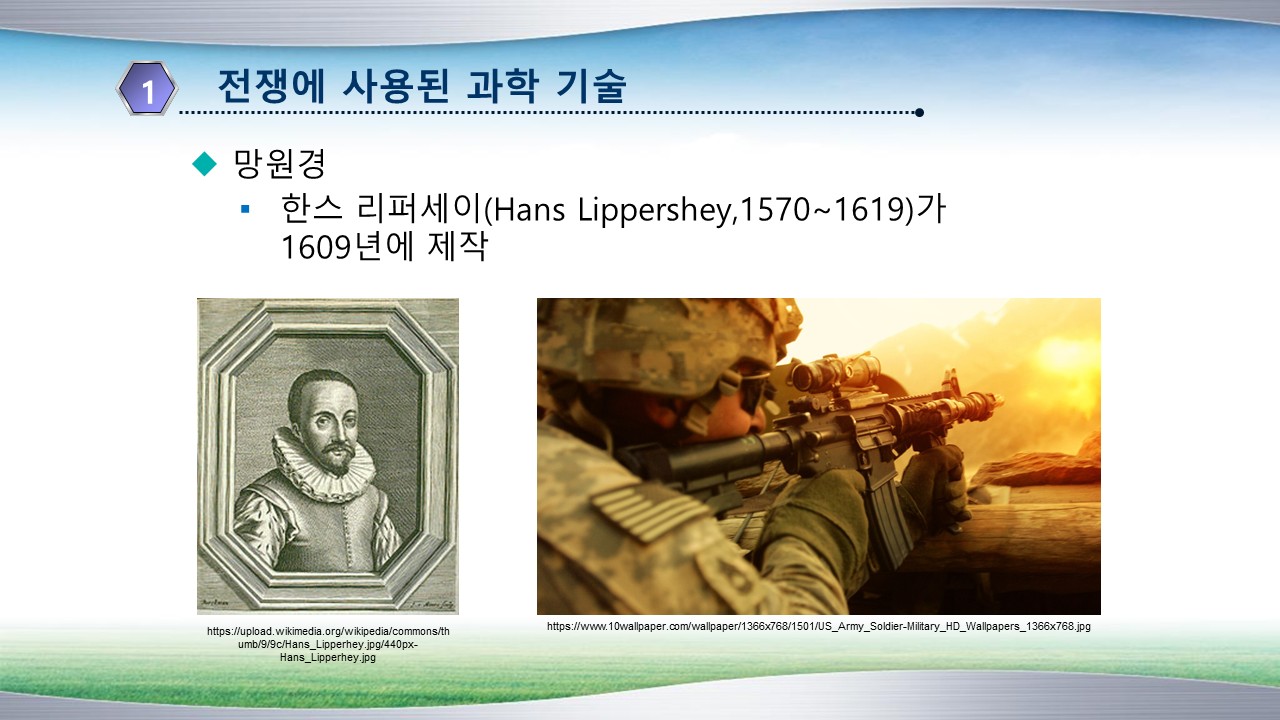 1
전쟁에 사용된 과학 기술
망원경
한스 리퍼세이(Hans Lippershey,1570~1619)가
1609년에 제작
https://upload.wikimedia.org/wikipedia/commons/th
umb/9/9c/Hans_Lipperhey.jpg/440px-
Hans_Lipperhey.jpg
https://www.10wallpaper.com/wallpaper/1366x768/1501/US_Army_Soldier-Military_HD_Wallpapers_1366x768.jpg